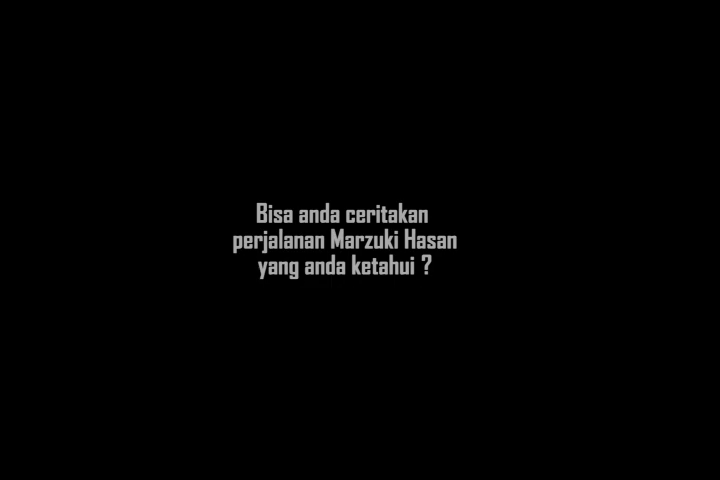 Bisa anda ceritakan
perjalanan Marzuki Hasan
yang anda ketahui ?